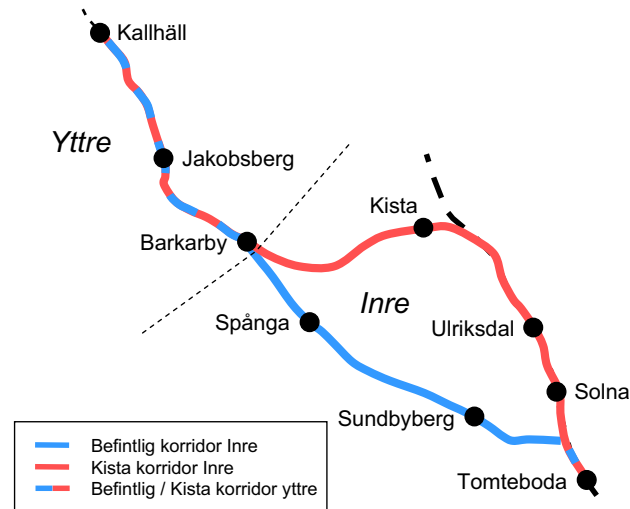 Kallhäll
Yttre
Jakobsberg
Kista
Barkarby
Inre
Spånga
Ulriksdal
Solna
Sundbyberg
Tomteboda
Befintlig korridor Inre
Kista korridor Inre
Befintlig / Kista korridor yttre